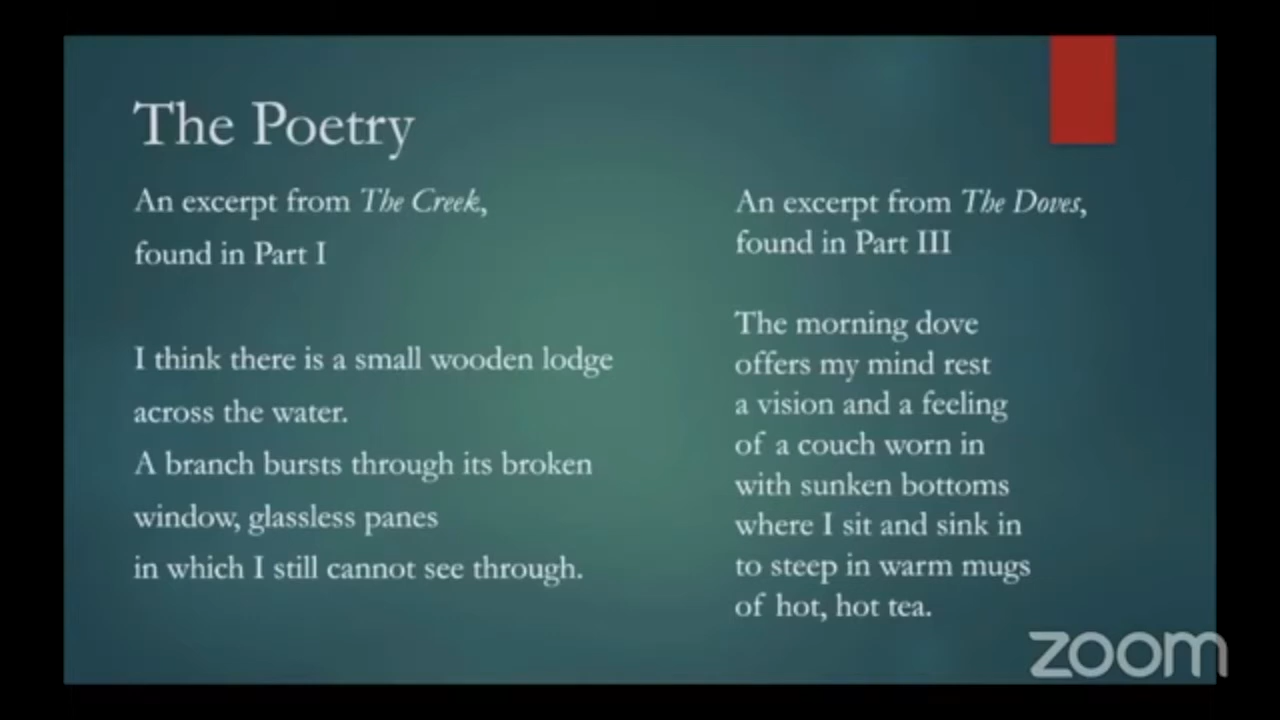 The Poetry
An excerpt from The Creek,
found in Part I
I think there is a small wooden lodge
across the water.
A branch bursts through its broken
window, glassless panes
in which I still cannot see through.
An excerpt from The Doves,
found in Part III
The morning dove
offers my mind rest
a vision and a feeling
of a couch worn in
with sunken bottoms
where I sit and sink in
to steep in warm mugs
of hot, hot tea.
zoom